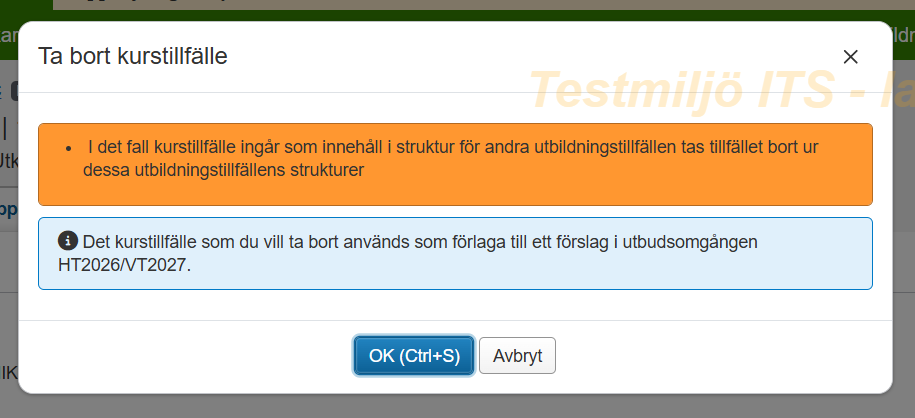 Ta bort kurstillfälle
Testmiljö ITS - la
I det fall kurstillfälle ingår som innehåll i struktur för andra utbildningstillfällen tas tillfället bort ur
dessa utbildningstillfällens strukturer
Det kurstillfälle som du vill ta bort används som förlaga till ett förslag i utbudsomgången
HT2026/VT2027.
OK (Ctrl+S)
Avbryt